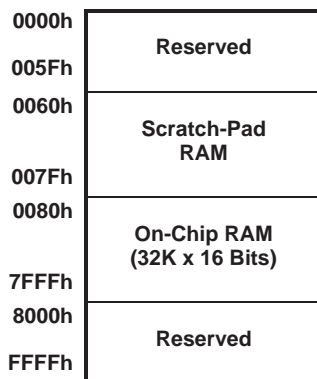 0000h
Reserved
005Fh
0060h
Scratch-Pad
RAM
007Fh
0080h
On-Chip RAM
(32K x 16 Bits)
7FFFh
8000h
Reserved
FFFFh